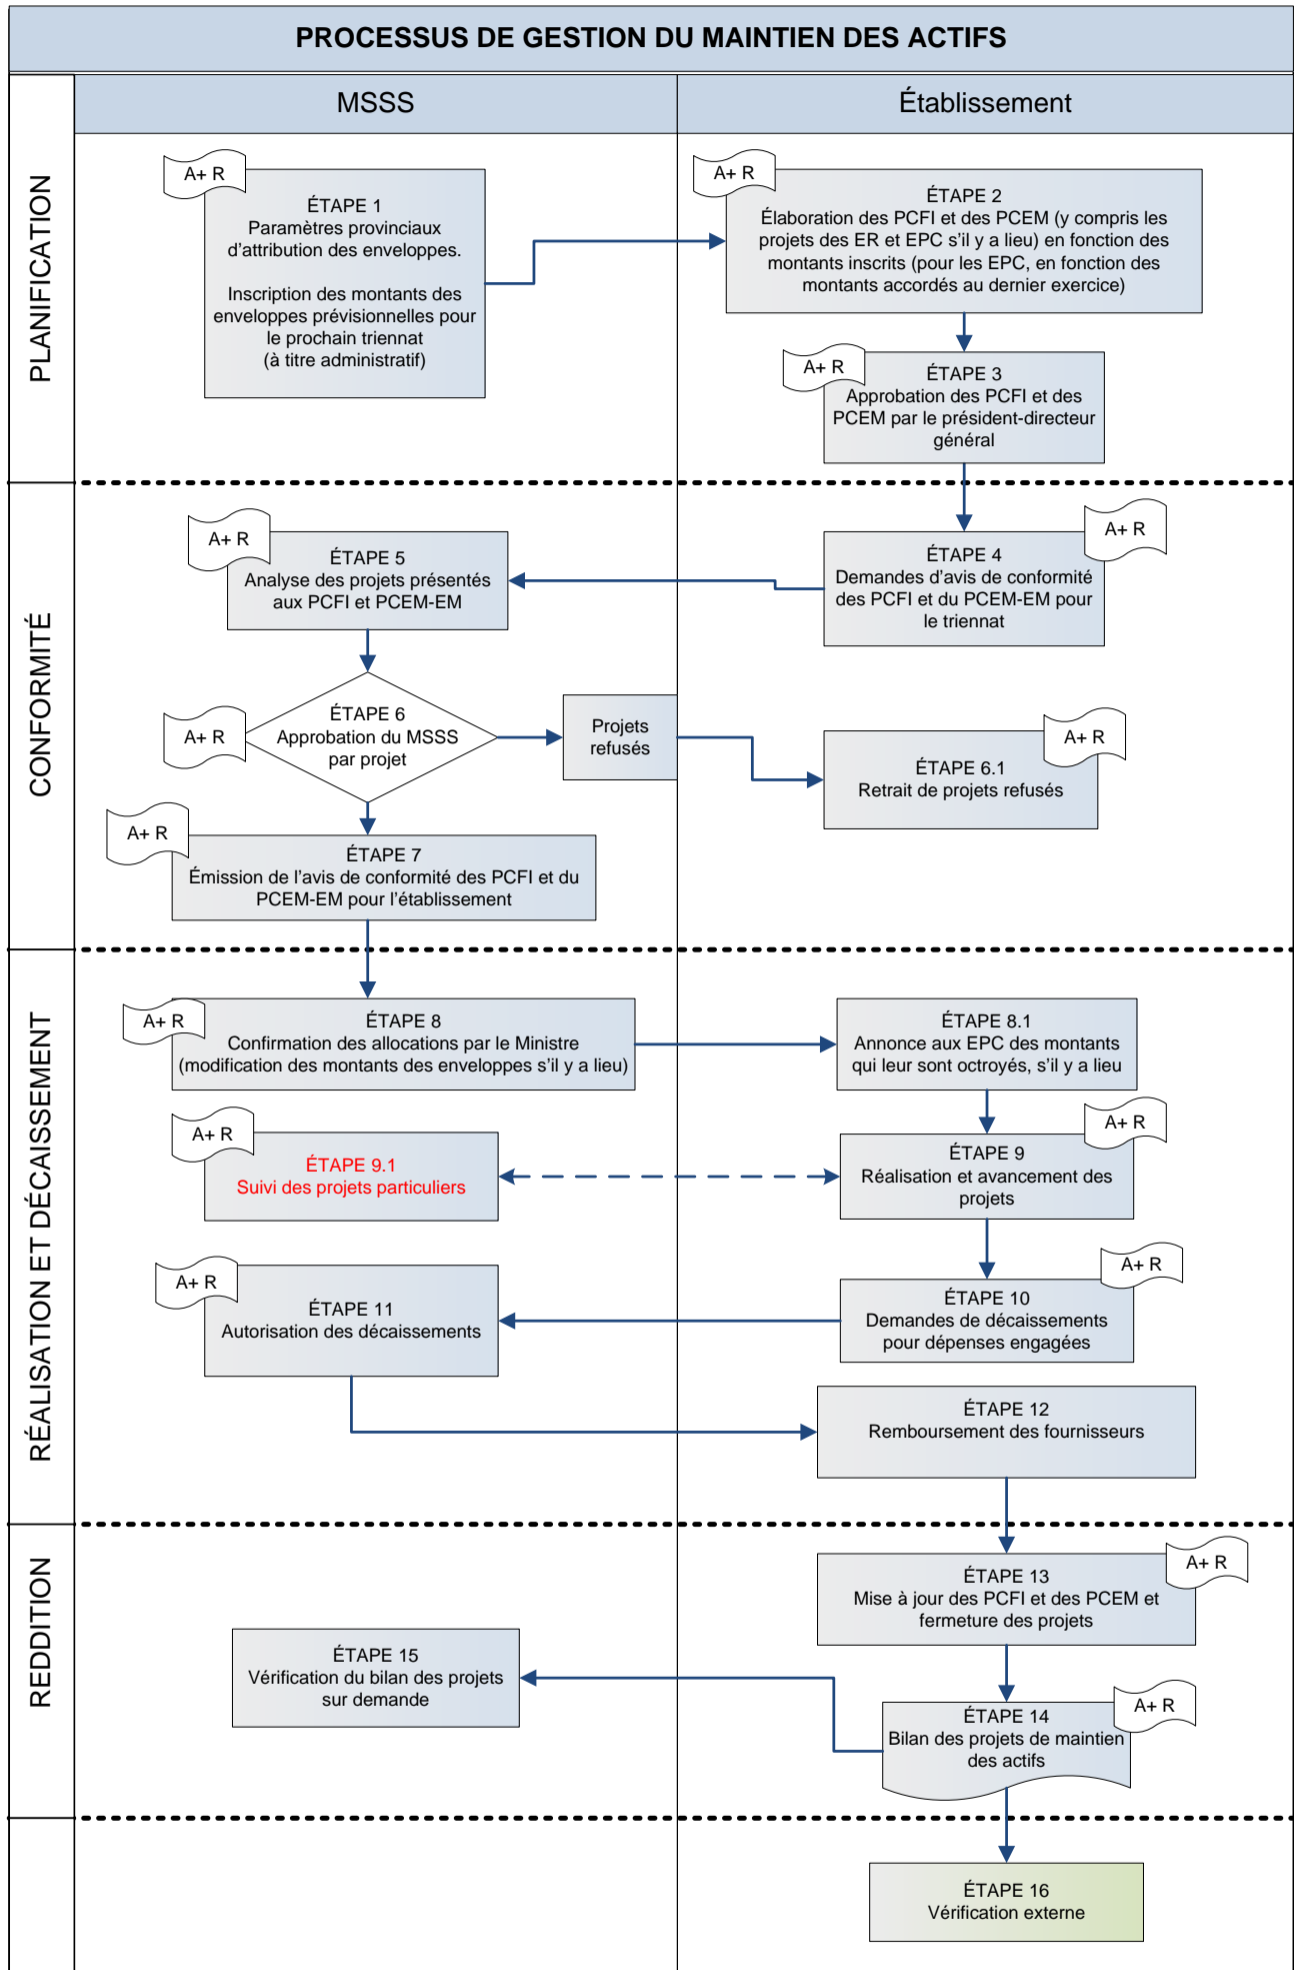 PROCESSUS DE GESTION DU MAINTIEN DES ACTIFS
MSSS
Établissement
PLANIFICATION
A+ R
ÉTAPE 1
Paramètres provinciaux
d'attribution des enveloppes.
Inscription des montants des
enveloppes prévisionnelles pour
le prochain triennat
(à titre administratif)
A+ R
ÉTAPE 2
Élaboration des PCFI et des PCEM (y compris les
projets des ER et EPC s'il y a lieu) en fonction des
montants inscrits (pour les EPC, en fonction des
montants accordés au dernier exercice)
A+ R
ÉTAPE 3
Approbation des PCFI et des
PCEM par le président-directeur
général
CONFORMITÉ
A+ R
ÉTAPE 4
Demandes d'avis de conformité
des PCFI et du PCEM-EM pour
le triennat
A+ R
ÉTAPE 5
Analyse des projets présentés
aux PCFI et PCEM-EM
A+ R
ÉTAPE 6
Approbation du MSSS
par projet
Projets
refusés
A+ R
ÉTAPE 6.1
Retrait de projets refusés
A+ R
ÉTAPE 7
Émission de l'avis de conformité des PCFI et du
PCEM-EM pour l'établissement
RÉALISATION ET DÉCAISSEMENT
A+ R
ÉTAPE 8
Confirmation des allocations par le Ministre
(modification des montants des enveloppes s'il y a lieu)
ÉTAPE 8.1
Annonce aux EPC des montants
qui leur sont octroyés, s'il y a lieu
A+ R
ÉTAPE 9
Réalisation et avancement des
projets
A+ R
ÉTAPE 9.1
Suivi des projets particuliers
A+ R
ÉTAPE 10
Demandes de décaissements
pour dépenses engagées
A+ R
ÉTAPE 11
Autorisation des décaissements
ÉTAPE 12
Remboursement des fournisseurs
REDDITION
A+ R
ÉTAPE 13
Mise à jour des PCFI et des PCEM et
fermeture des projets
A+ R
ÉTAPE 14
Bilan des projets de maintien
des actifs
ÉTAPE 15
Vérification du bilan des projets
sur demande
ÉTAPE 16
Vérification externe